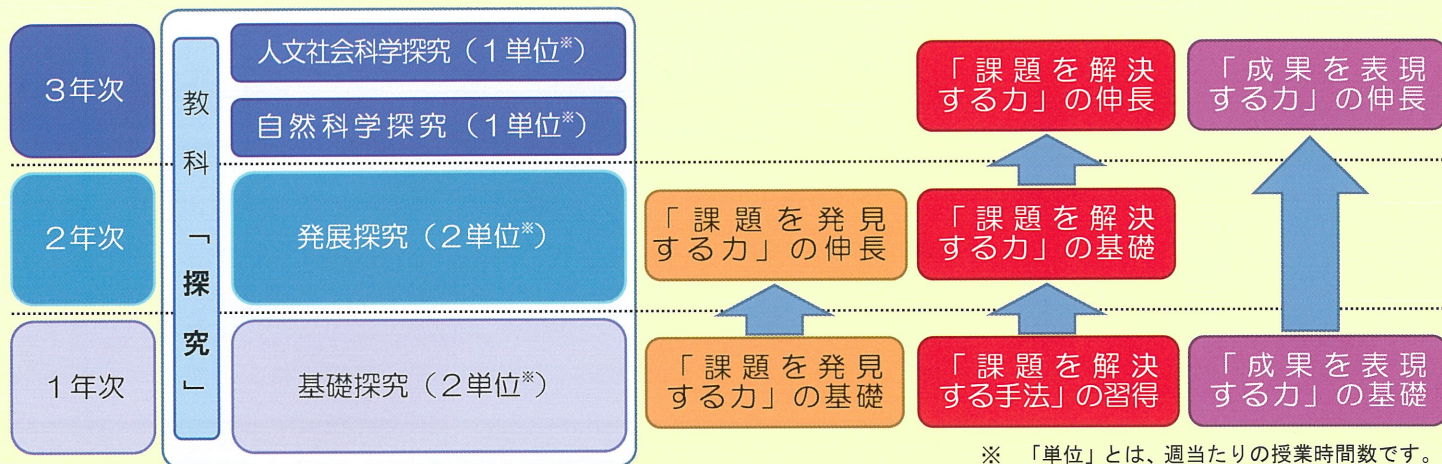 3年次
教科「探究」
人文社会科学探究(1単位※)
自然科学探究(1単位※)
「課題を解決
する力」の伸長
「成果を表現
する力」の伸長
2年次
発展探究(2単位※)
「課題を発見
する力」の伸長
「課題を解決
する力」の基礎
1年次
基礎探究(2単位※)
「課題を発見
する力」の基礎
「課題を解決
する手法」の習得
「成果を表現
する力」の基礎
※ 「単位」とは、週当たりの授業時間数です。